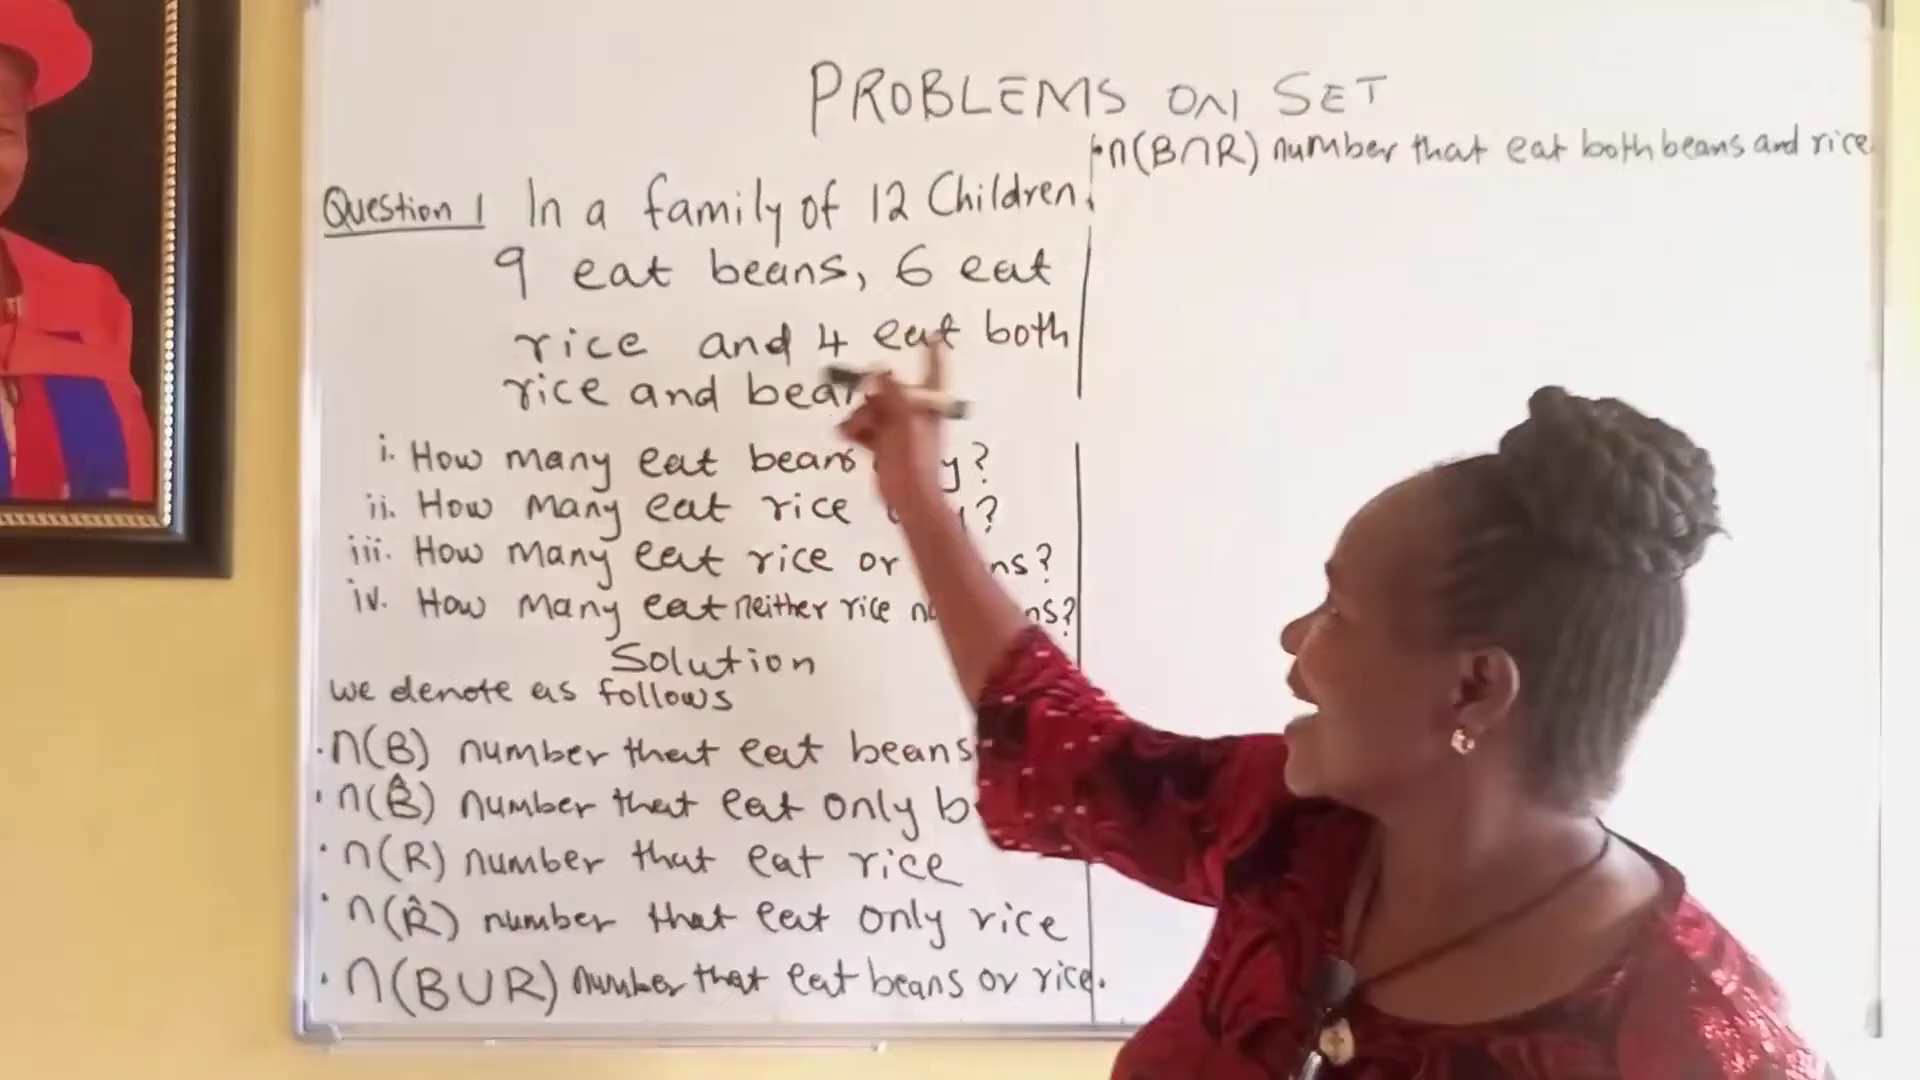 PROBLEMS ON SET
Question 1 In a family of 12 Children,
9 eat beans, 6 eat
rice and 4 eat both
rice and
i. How many eat beans
ii. How many eat rice
iii. How many eat rice or
iv. How many eat neither rice
Solution
we denote as follows
• n(B) number that eat beans
• n(B̂) number that eat only
• n(R) number that eat rice
• n(R̂) number that eat only rice
• n(BUR) number that eat beans or rice.
• n(B∩R) number that eat both beans and rice